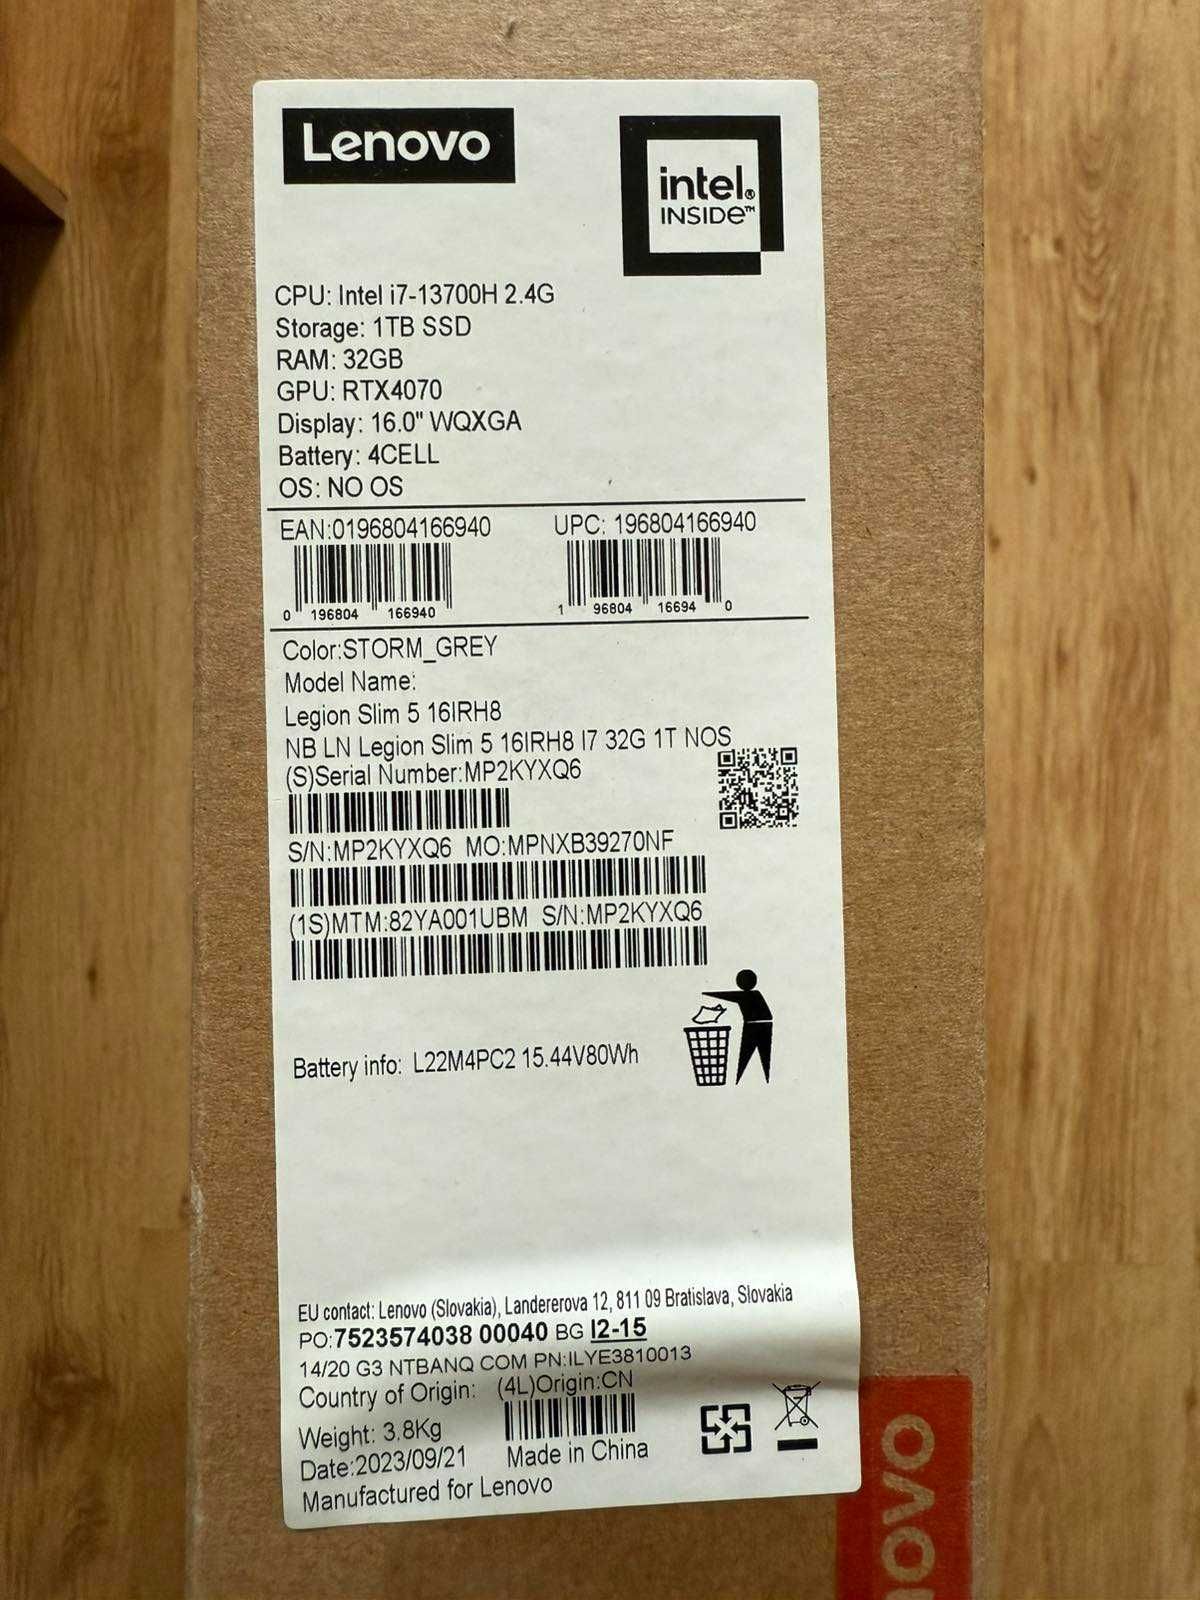 Lenovo
intel®
INSIDE™
CPU: Intel i7-13700H 2.4G
Storage: 1TB SSD
RAM: 32GB
GPU: RTX4070
Display: 16.0" WQXGA
Battery: 4CELL
OS: NO OS
EAN:0196804166940 UPC: 196804166940
0 196804 166940 1 96804 16694 0
Color:STORM_GREY
Model Name:
Legion Slim 5 16IRH8
NB LN Legion Slim 5 16IRH8 I7 32G 1T NOS
(S)Serial Number:MP2KYXQ6
S/N:MP2KYXQ6 MO:MPNXB39270NF
(1S)MTM:82YA001UBM S/N:MP2KYXQ6
Battery info: L22M4PC2 15.44V80Wh
EU contact: Lenovo (Slovakia), Landererova 12, 811 09 Bratislava, Slovakia
PO:7523574038 00040 BG I2-15
14/20 G3 NTBANQ COM PN:ILYE3810013
Country of Origin: (4L)Origin:CN
Weight: 3.8Kg
Date:2023/09/21 Made in China
Manufactured for Lenovo
novo